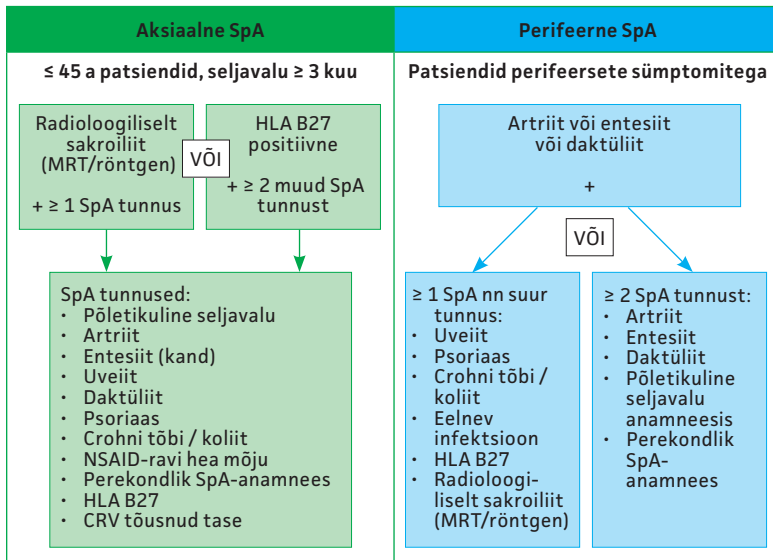 Aksiaalne SpA
≤ 45 a patsiendid, seljavalu ≥ 3 kuu
Radioloogiliselt
sakroiliit
(MRT/röntgen)
+ ≥ 1 SpA tunnus
VÕI
HLA B27
positiivne
+ ≥ 2 muud SpA
tunnust
SpA tunnused:
· Põletikuline seljavalu
· Artriit
· Entesiit (kand)
· Uveiit
· Daktüliit
· Psoriaas
· Crohni tõbi / koliit
· NSAID-ravi hea mõju
· Perekondlik SpA-anamnees
· HLA B27
· CRV tõusnud tase
Perifeerne SpA
Patsiendid perifeersete sümptomitega
Artriit või entesiit
või daktüliit
+
VÕI
≥ 1 SpA nn suur
tunnus:
· Uveiit
· Psoriaas
· Crohni tõbi /
koliit
· Eelnev
infektsioon
· HLA B27
· Radioloogi-
liselt sakroiliit
(MRT/röntgen)
≥ 2 SpA tunnust:
· Artriit
· Entesiit
· Daktüliit
· Põletikuline
seljavalu
anamneesis
· Perekondlik
SpA-
anamnees